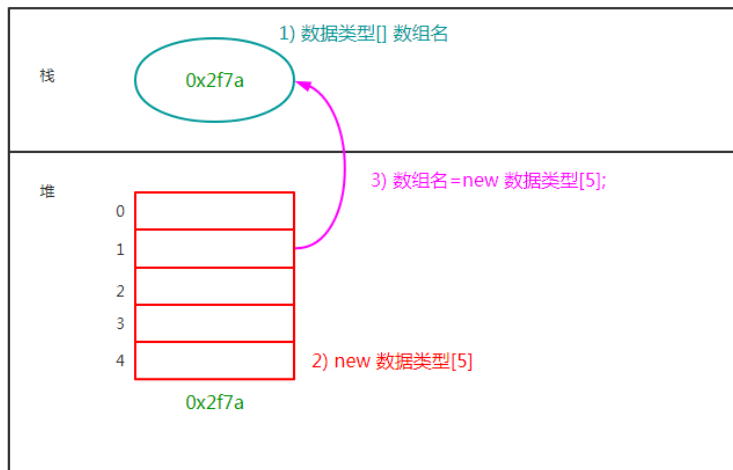 1) 数据类型[] 数组名
栈
0x2f7a
堆
3) 数组名=new 数据类型[5];
0
1
2
3
4
2) new 数据类型[5]
0x2f7a